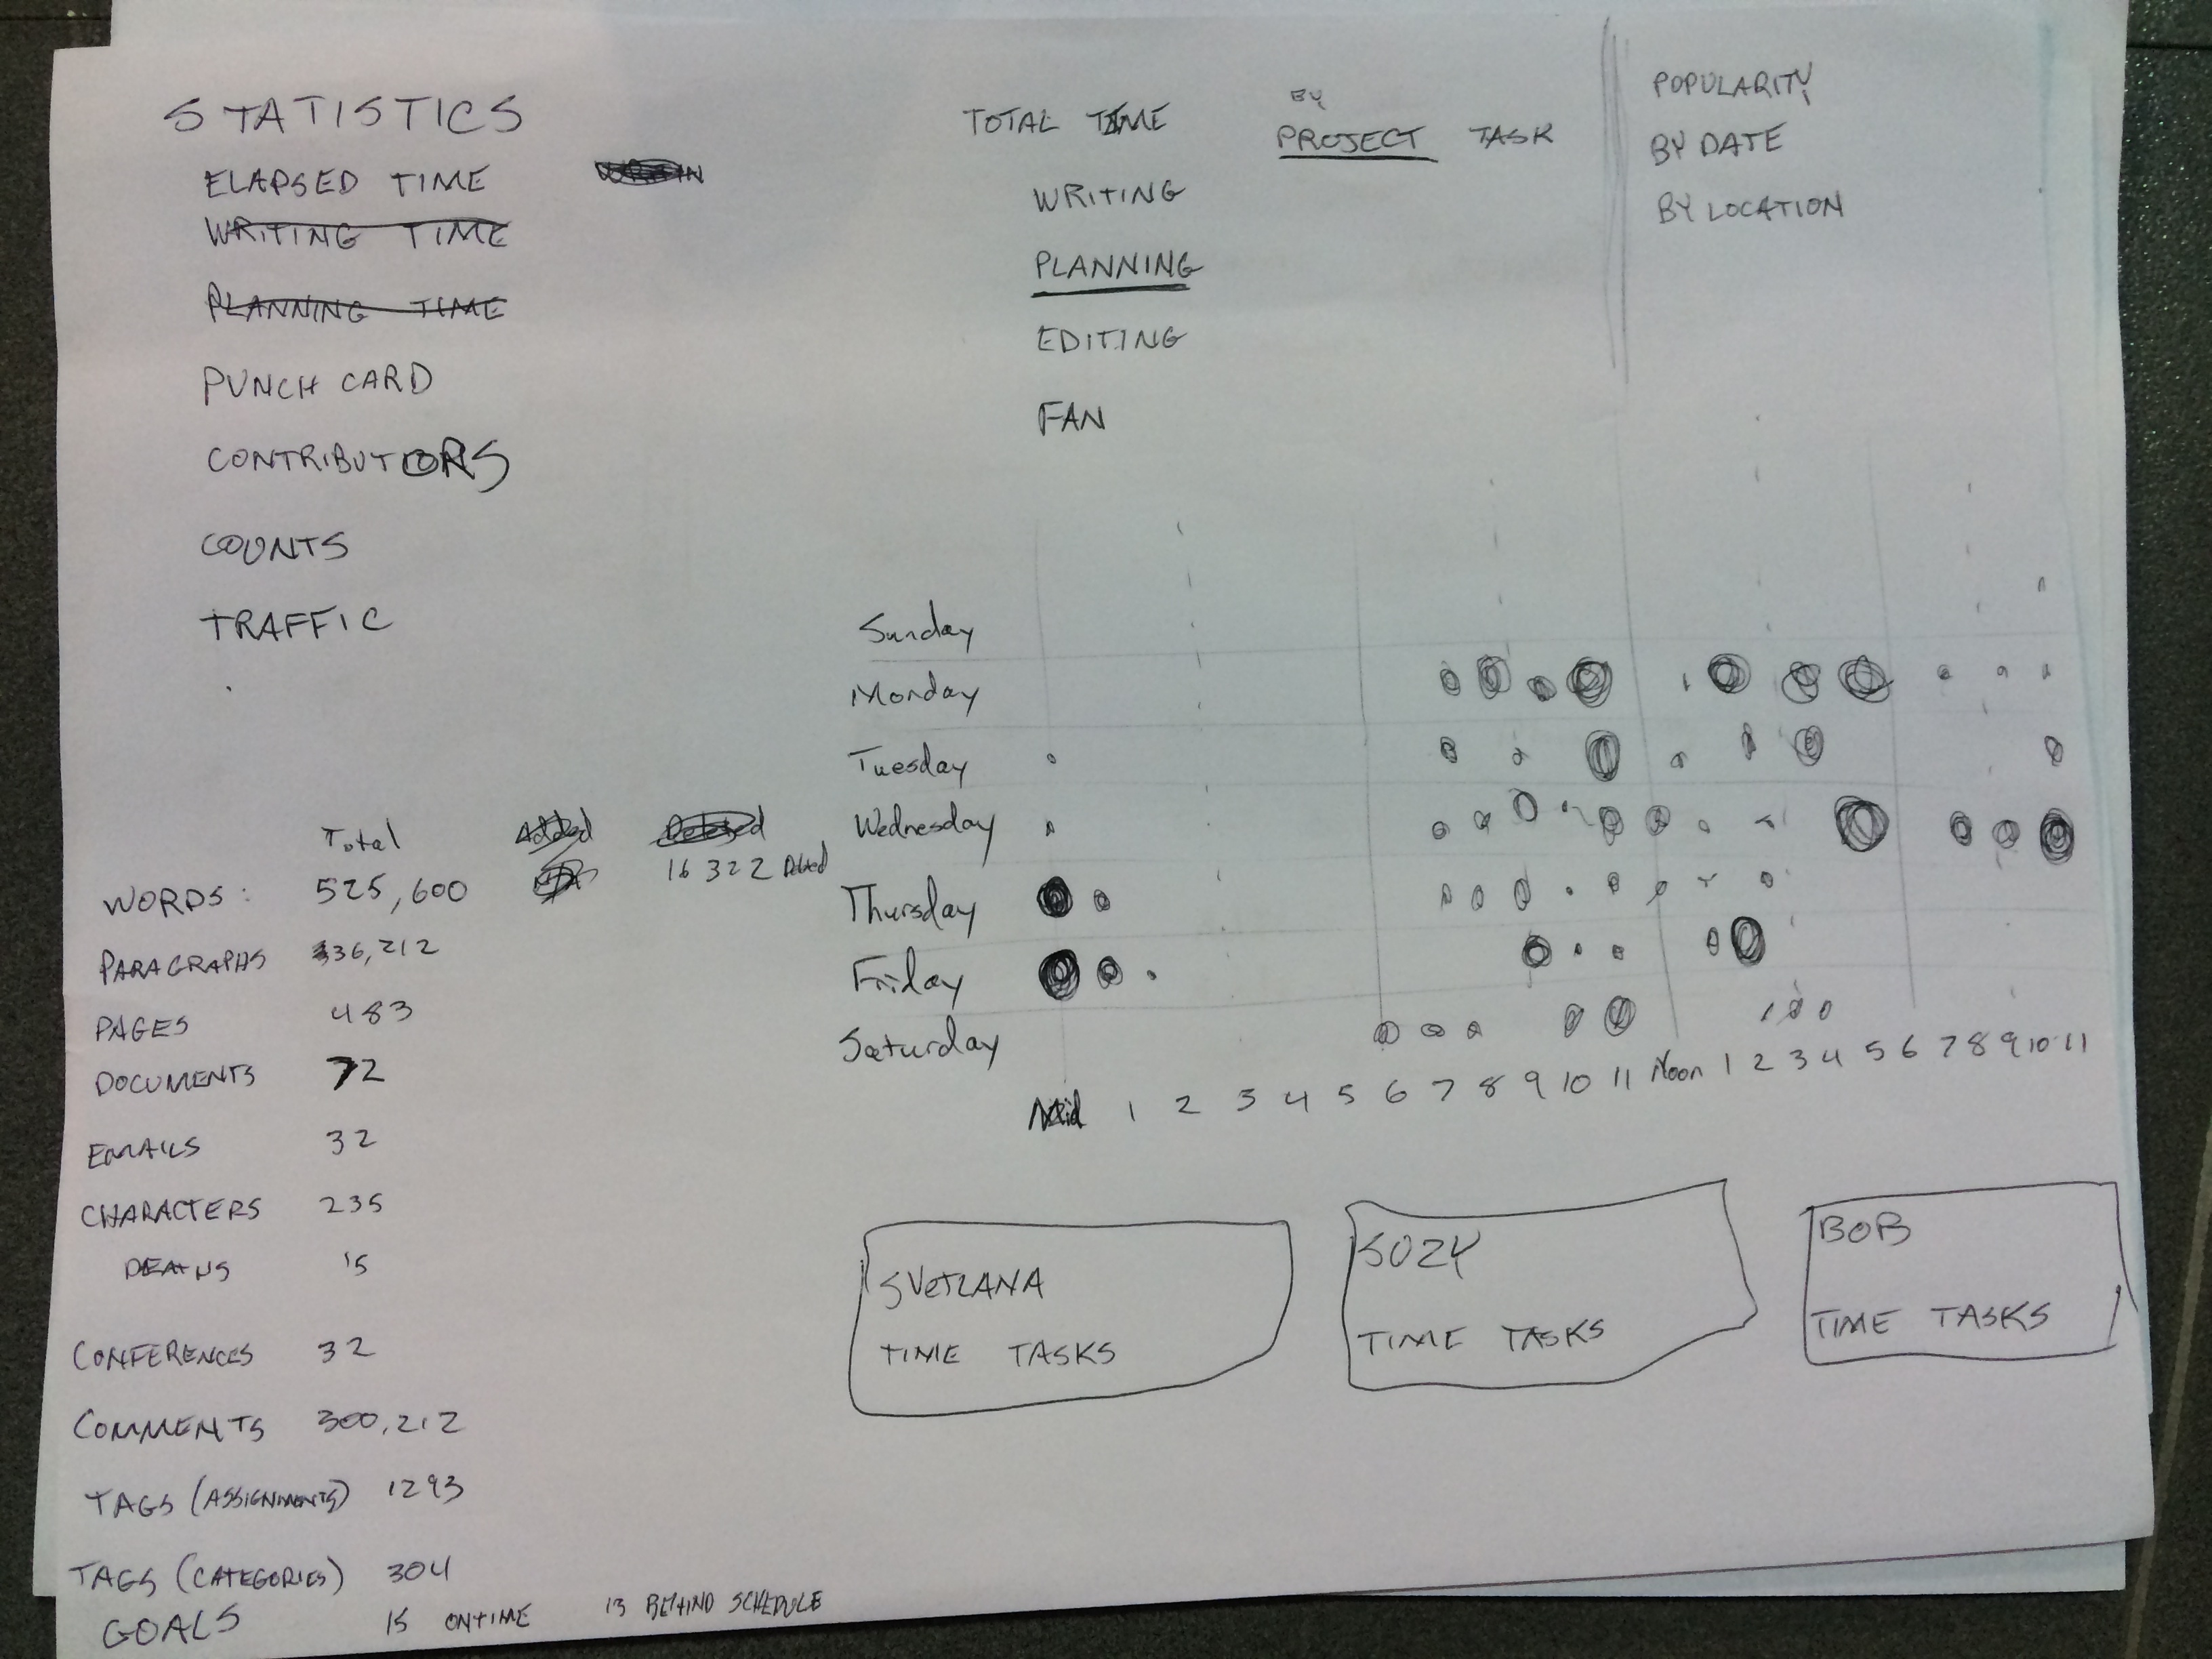 STATISTICS
ELAPSED TIME
WRITING TIME
PLANNING TIME
PUNCH CARD
CONTRIBUTORS
COUNTS
TRAFFIC
TOTAL TIME
BY
PROJECT TASK
WRITING
PLANNING
EDITING
FAN
POPULARITY
BY DATE
BY LOCATION
Sunday
Monday
Tuesday
Wednesday
Thursday
Friday
Saturday
Mid 1 2 3 4 5 6 7 8 9 10 11 Noon 1 2 3 4 5 6 7 8 9 10 11
Total Added Deleted
WORDS: 525,600 16 322 Deleted
PARAGRAPHS 36,212
PAGES 483
DOCUMENTS 72
EMAILS 32
CHARACTERS 235
DEATHS 15
CONFERENCES 32
COMMENTS 300,212
TAGS (ASSIGNMENTS) 1293
TAGS (CATEGORIES) 304
GOALS 15 ONTIME 13 BEHIND SCHEDULE
SVETLANA
TIME TASKS
SOZY
TIME TASKS
BOB
TIME TASKS